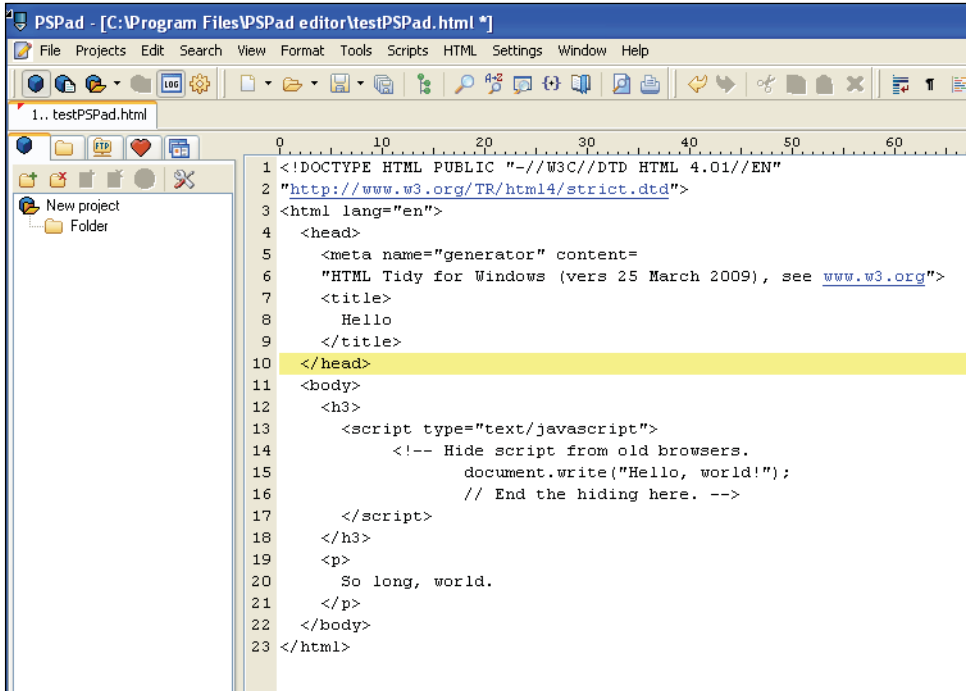 PSPad - [C:\Program Files\PSPad editor\testPSPad.html *]
File Projects Edit Search View Format Tools Scripts HTML Settings Window Help
LOG
1.. testPSPad.html
FTP
0 10 20 30 40 50 60
New project
Folder
1 <!DOCTYPE HTML PUBLIC "-//W3C//DTD HTML 4.01//EN"
2 "http://www.w3.org/TR/html4/strict.dtd">
3 <html lang="en">
4 <head>
5 <meta name="generator" content=
6 "HTML Tidy for Windows (vers 25 March 2009), see www.w3.org">
7 <title>
8 Hello
9 </title>
10 </head>
11 <body>
12 <h3>
13 <script type="text/javascript">
14 <!-- Hide script from old browsers.
15 document.write("Hello, world!");
16 // End the hiding here. -->
17 </script>
18 </h3>
19 <p>
20 So long, world.
21 </p>
22 </body>
23 </html>